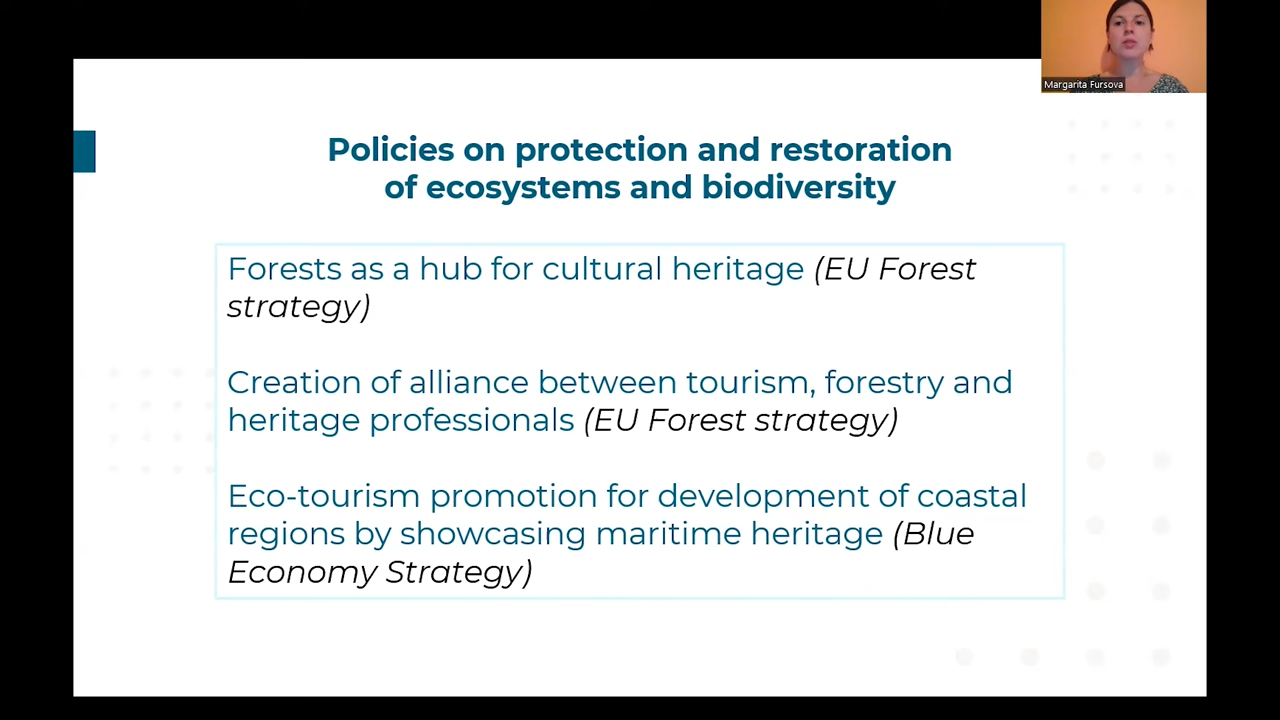 Margarita Fursova
Policies on protection and restoration
of ecosystems and biodiversity
Forests as a hub for cultural heritage (EU Forest
strategy)
Creation of alliance between tourism, forestry and
heritage professionals (EU Forest strategy)
Eco-tourism promotion for development of coastal
regions by showcasing maritime heritage (Blue
Economy Strategy)